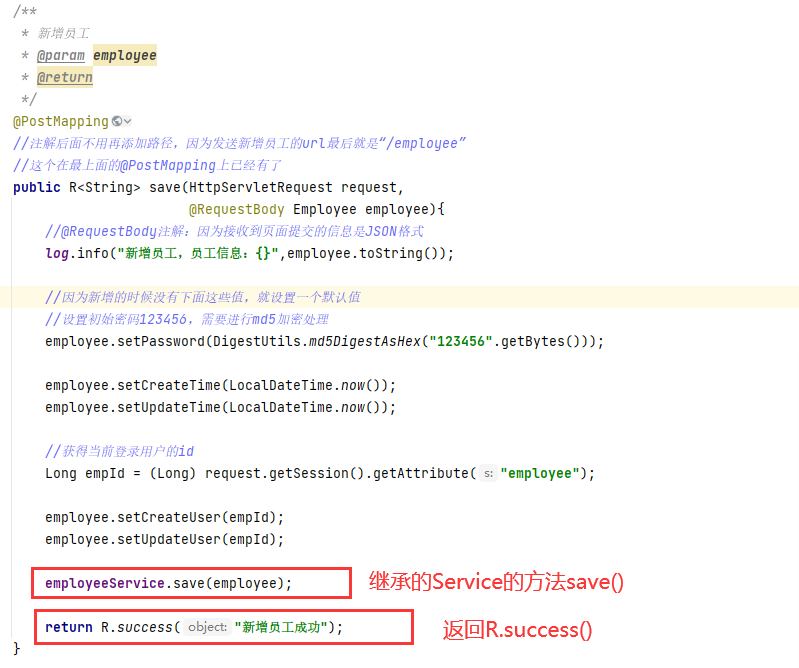 /**
 * 新增员工
 * @param employee
 * @return
 */
@PostMapping
//注解后面不用再添加路径，因为发送新增员工的url最后就是“/employee”
//这个在最上面的@PostMapping上已经有了
public R<String> save(HttpServletRequest request,
@RequestBody Employee employee){
//@RequestBody注解：因为接收到页面提交的信息是JSON格式
log.info("新增员工，员工信息：{}",employee.toString());
//因为新增的时候没有下面这些值，就设置一个默认值
//设置初始密码123456，需要进行md5加密处理
employee.setPassword(DigestUtils.md5DigestAsHex("123456".getBytes()));
employee.setCreateTime(LocalDateTime.now());
employee.setUpdateTime(LocalDateTime.now());
//获得当前登录用户的id
Long empId = (Long) request.getSession().getAttribute( s: "employee");
employee.setCreateUser(empId);
employee.setUpdateUser(empId);
employeeService.save(employee); 继承的Service的方法save()
return R.success( object: "新增员工成功"); 返回R.success()
}